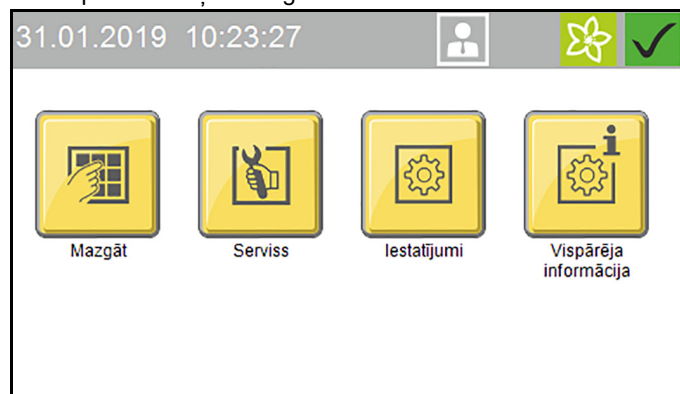 31.01.2019 10:23:27
Mazgāt
Serviss
Iestatījumi
Vispārēja
informācija